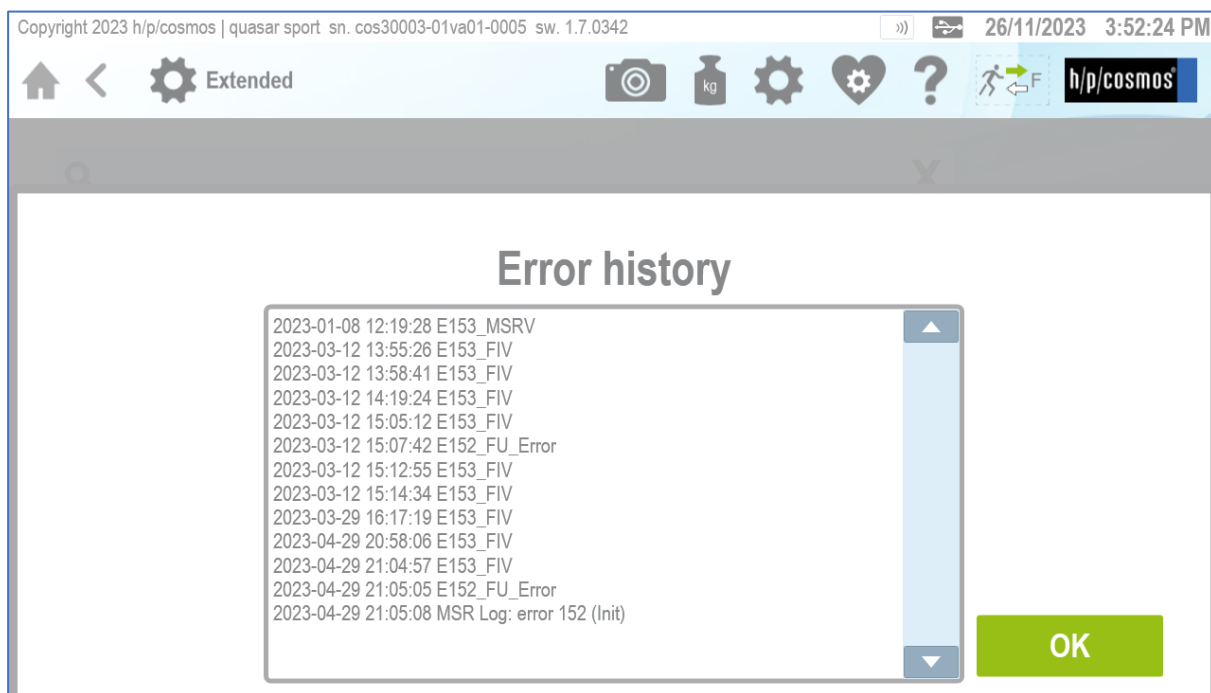 Copyright 2023 h/p/cosmos | quasar sport sn. cos30003-01va01-0005 sw. 1.7.0342 26/11/2023 3:52:24 PM
Extended kg ? F h/p/cosmos®
X
Error history
2023-01-08 12:19:28 E153_MSRV
2023-03-12 13:55:26 E153_FIV
2023-03-12 13:58:41 E153_FIV
2023-03-12 14:19:24 E153_FIV
2023-03-12 15:05:12 E153_FIV
2023-03-12 15:07:42 E152_FU_Error
2023-03-12 15:12:55 E153_FIV
2023-03-12 15:14:34 E153_FIV
2023-03-29 16:17:19 E153_FIV
2023-04-29 20:58:06 E153_FIV
2023-04-29 21:04:57 E153_FIV
2023-04-29 21:05:05 E152_FU_Error
2023-04-29 21:05:08 MSR Log: error 152 (Init)
OK